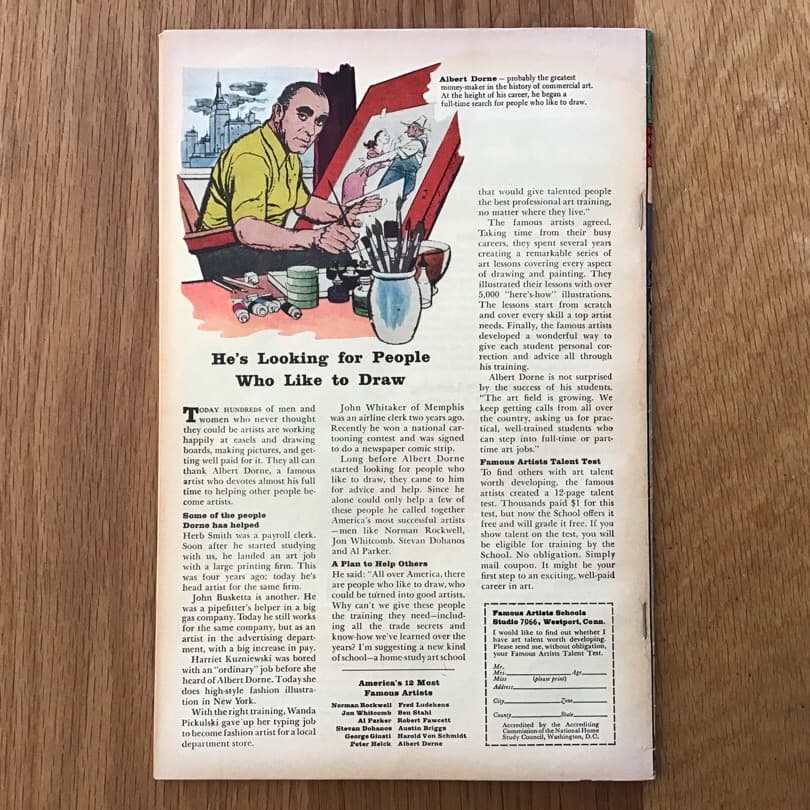 Albert Dorne — probably the greatest
money-maker in the history of commercial art.
At the height of his career, he began a
full-time search for people who like to draw.
He's Looking for People
Who Like to Draw
TODAY HUNDREDS of men and
women who never thought
they could be artists are working
happily at easels and drawing
boards, making pictures, and get-
ting well paid for it. They all can
thank Albert Dorne, a famous
artist who devotes almost his full
time to helping other people be-
come artists.
Some of the people
Dorne has helped
Herb Smith was a payroll clerk.
Soon after he started studying
with us, he landed an art job
with a large printing firm. This
was four years ago; today he's
head artist for the same firm.
John Busketta is another. He
was a pipefitter's helper in a big
gas company. Today he still works
for the same company, but as an
artist in the advertising depart-
ment, with a big increase in pay.
Harriet Kuzniewski was bored
with an "ordinary" job before she
heard of Albert Dorne. Today she
does high-style fashion illustra-
tion in New York.
With the right training, Wanda
Pickulski gave up her typing job
to become fashion artist for a local
department store.
John Whitaker of Memphis
was an airline clerk two years ago.
Recently he won a national car-
tooning contest and was signed
to do a newspaper comic strip.
Long before Albert Dorne
started looking for people who
like to draw, they came to him
for advice and help. Since he
alone could only help a few of
these people he called together
America's most successful artists
—men like Norman Rockwell,
Jon Whitcomb, Stevan Dohanos
and Al Parker.
A Plan to Help Others
He said: "All over America, there
are people who like to draw, who
could be turned into good artists.
Why can't we give these people
the training they need—includ-
ing all the trade secrets and
know-how we've learned over the
years? I'm suggesting a new kind
of school—a home-study art school
America's 12 Most
Famous Artists
Norman Rockwell Fred Ludekens
Jon Whitcomb Ben Stahl
Al Parker Robert Fawcett
Stevan Dohanos Austin Briggs
George Giusti Harold Von Schmidt
Peter Helck Albert Dorne
that would give talented people
the best professional art training,
no matter where they live."
The famous artists agreed.
Taking time from their busy
careers, they spent several years
creating a remarkable series of
art lessons covering every aspect
of drawing and painting. They
illustrated their lessons with over
5,000 "here's-how" illustrations.
The lessons start from scratch
and cover every skill a top artist
needs. Finally, the famous artists
developed a wonderful way to
give each student personal cor-
rection and advice all through
his training.
Albert Dorne is not surprised
by the success of his students.
"The art field is growing. We
keep getting calls from all over
the country, asking us for prac-
tical, well-trained students who
can step into full-time or part-
time art jobs."
Famous Artists Talent Test
To find others with art talent
worth developing, the famous
artists created a 12-page talent
test. Thousands paid $1 for this
test, but now the School offers it
free and will grade it free. If you
show talent on the test, you will
be eligible for training by the
School. No obligation. Simply
mail coupon. It might be your
first step to an exciting, well-paid
career in art.
Famous Artists Schools
Studio 7066, Westport, Conn.
I would like to find out whether I
have art talent worth developing.
Please send me, without obligation,
your Famous Artists Talent Test.
Mr.
Mrs. Age
Miss (please print)
Address
City Zone
County State
Accredited by the Accrediting
Commission of the National Home
Study Council, Washington, D.C.